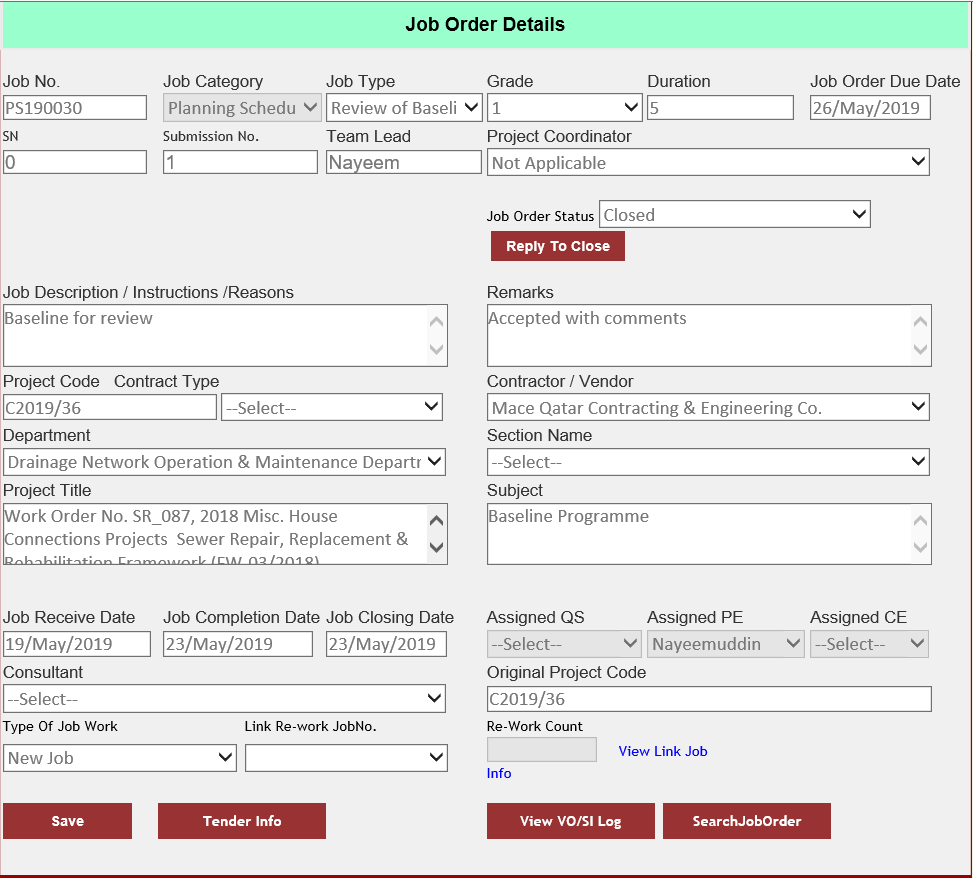 Job Order Details
Job No. Job Category Job Type Grade Duration Job Order Due Date
PS190030 Planning Schedu Review of Baseli 1 5 26/May/2019
SN Submission No. Team Lead Project Coordinator
0 1 Nayeem Not Applicable
Job Order Status Closed
Reply To Close
Job Description / Instructions /Reasons Remarks
Baseline for review Accepted with comments
Project Code Contract Type Contractor / Vendor
C2019/36 --Select-- Mace Qatar Contracting & Engineering Co.
Department Section Name
Drainage Network Operation & Maintenance Departr --Select--
Project Title Subject
Work Order No. SR_087, 2018 Misc. House Baseline Programme
Connections Projects Sewer Repair, Replacement &
Rehabilitation Framework (FW-03/2018)
Job Receive Date Job Completion Date Job Closing Date Assigned QS Assigned PE Assigned CE
19/May/2019 23/May/2019 23/May/2019 --Select-- Nayeemuddin --Select--
Consultant Original Project Code
--Select-- C2019/36
Type Of Job Work Link Re-work JobNo. Re-Work Count
New Job View Link Job
Info
Save Tender Info View VO/SI Log SearchJobOrder